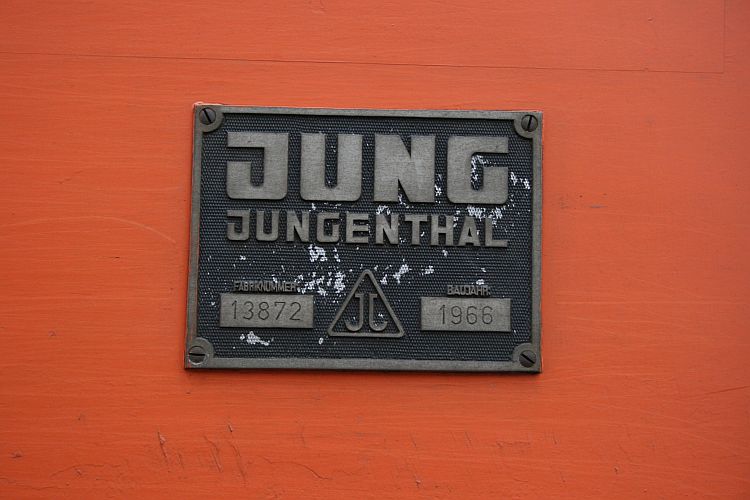 JUNG
JUNGENTHAL
FABRIKNUMMER:
BAUJAHR:
13872
JJ
1966